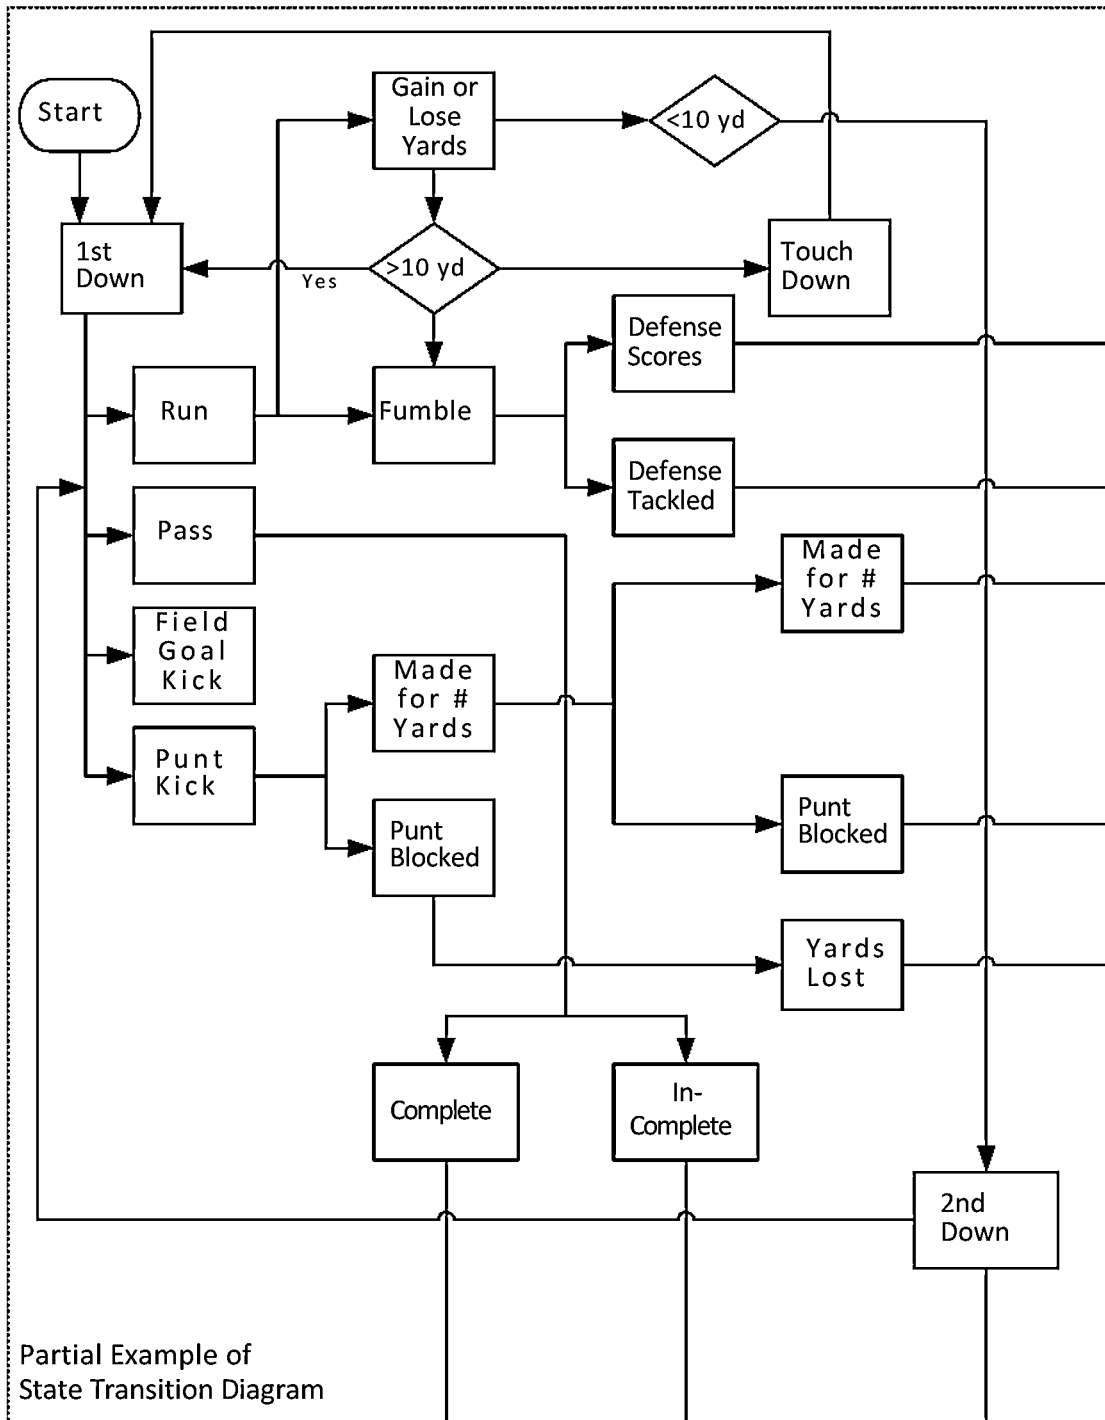 Start
Gain or
Lose
Yards
<10 yd
1st
Down
Yes
>10 yd
Touch
Down
Defense
Scores
Run
Fumble
Defense
Tackled
Pass
Made
for #
Yards
Field
Goal
Kick
Made
for #
Yards
Punt
Kick
Punt
Blocked
Punt
Blocked
Yards
Lost
Complete
In-
Complete
2nd
Down
Partial Example of
State Transition Diagram